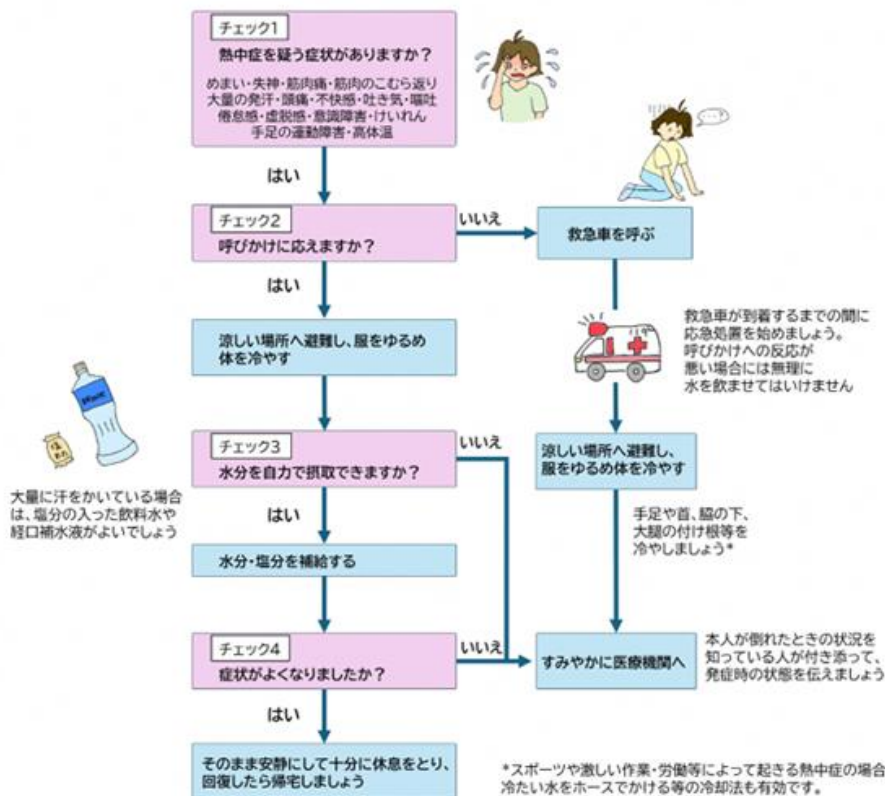 チェック1
熱中症を疑う症状がありますか？
めまい・失神・筋肉痛・筋肉のこむら返り
大量の発汗・頭痛・不快感・吐き気・嘔吐
倦怠感・虚脱感・意識障害・けいれん
手足の運動障害・高体温
はい
チェック2
呼びかけに応えますか？
いいえ
救急車を呼ぶ
はい
涼しい場所へ避難し、服をゆるめ
体を冷やす
救急車が到着するまでの間に
応急処置を始めましょう。
呼びかけへの反応が
悪い場合には無理に
水を飲ませてはいけません
チェック3
水分を自力で摂取できますか？
いいえ
涼しい場所へ避難し、
服をゆるめ体を冷やす
大量に汗をかいている場合
は、塩分の入った飲料水や
経口補水液がよいでしょう
はい
手足や首、脇の下、
大腿の付け根等を
冷やしましょう*
水分・塩分を補給する
チェック4
症状がよくなりましたか？
いいえ
すみやかに医療機関へ
本人が倒れたときの状況を
知っている人が付き添って、
発症時の状態を伝えましょう
はい
そのまま安静にして十分に休息をとり、
回復したら帰宅しましょう
*スポーツや激しい作業・労働等によって起きる熱中症の場合
冷たい水をホースでかける等の冷却法も有効です。